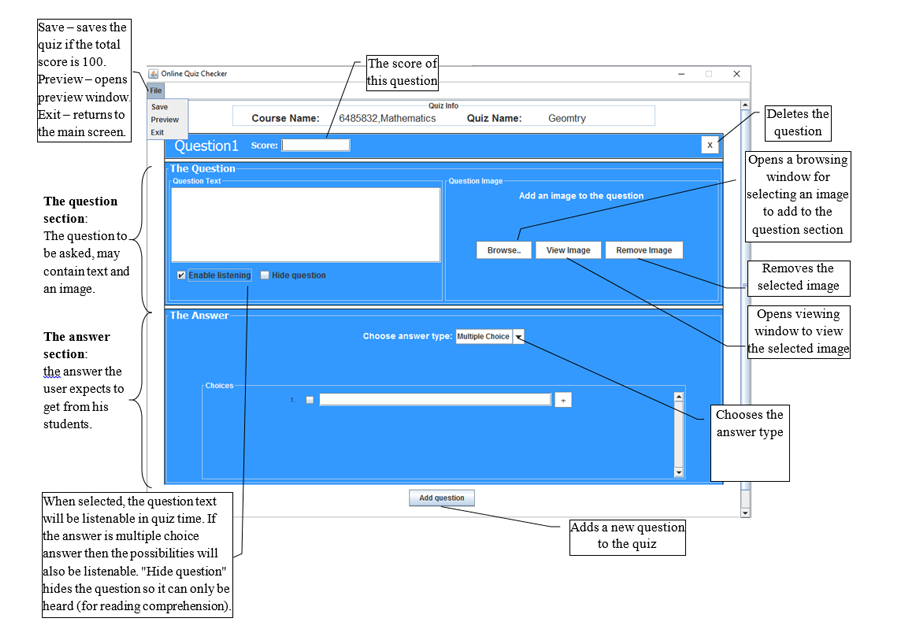 Save – saves the
quiz if the total
score is 100.
Preview – opens
preview window.
Exit – returns to
the main screen.
The score of
this question
Online Quiz Checker
File
Save
Preview
Exit
Quiz Info
Course Name: 6485832,Mathematics Quiz Name: Geomtry
Question1 Score:
X
Deletes the
question
The Question
Question Text
Question Image
Add an image to the question
Browse.. View Image Remove Image
Enable listening Hide question
Opens a browsing
window for
selecting an image
to add to the
question section
Removes the
selected image
Opens viewing
window to view
the selected image
The question
section:
The question to
be asked, may
contain text and
an image.
The Answer
Choose answer type: Multiple Choice
Choices
1. +
The answer
section:
the answer the
user expects to
get from his
students.
Chooses the
answer type
Add question
Adds a new question
to the quiz
When selected, the question text
will be listenable in quiz time. If
the answer is multiple choice
answer then the possibilities will
also be listenable. "Hide question"
hides the question so it can only be
heard (for reading comprehension).